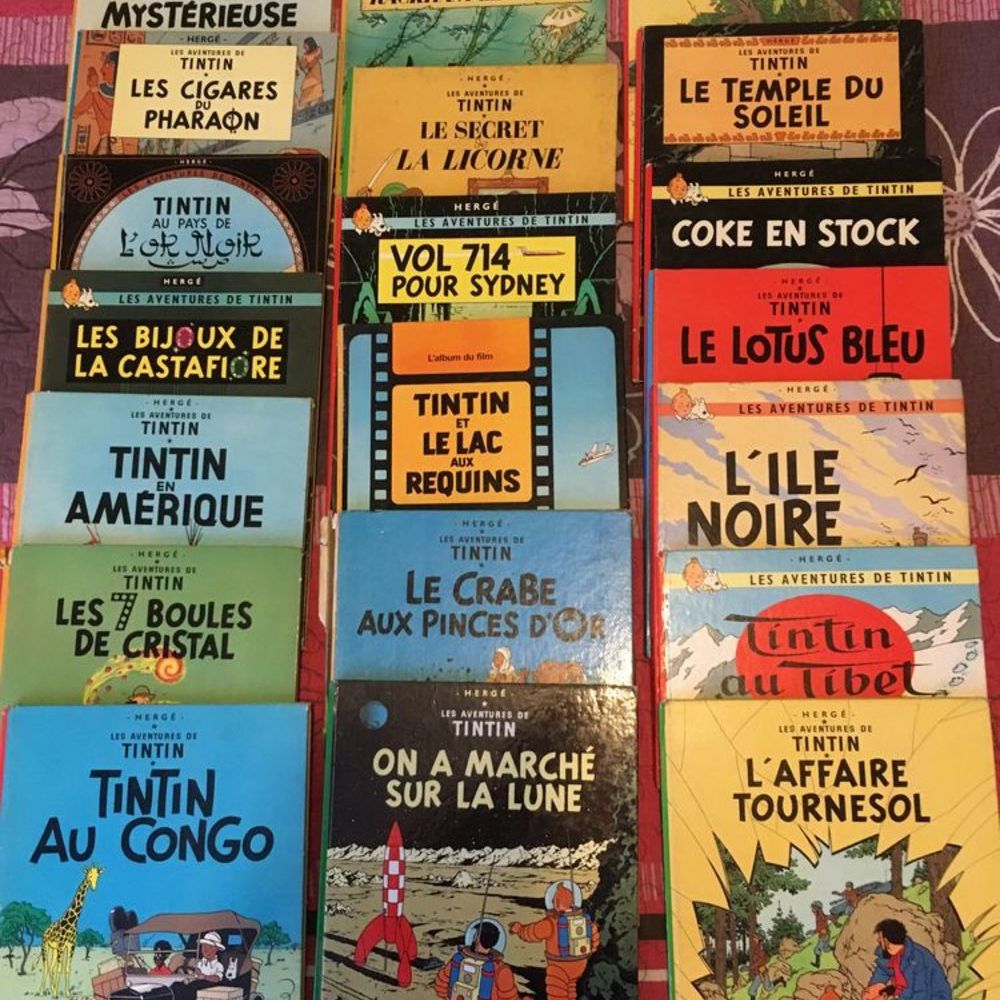 MYSTÉRIEUSE
HERGÉ
LES AVENTURES DE
TINTIN
LES CIGARES
DU
PHARAON
HERGÉ
LES AVENTURES DE TINTIN
TINTIN
AU PAYS DE
L'OR NOIR
HERGÉ
LES AVENTURES DE TINTIN
LES BIJOUX DE
LA CASTAFIORE
- HERGÉ -
LES AVENTURES DE
TINTIN
TINTIN
EN
AMÉRIQUE
- HERGÉ -
LES AVENTURES DE
TINTIN
LES 7 BOULES
DE CRISTAL
- HERGÉ -
LES AVENTURES DE
TINTIN
TINTIN
AU CONGO
- HERGÉ -
LES AVENTURES DE
TINTIN
LE SECRET
DE
LA LICORNE
HERGÉ
LES AVENTURES DE TINTIN
VOL 714
POUR SYDNEY
L'album du film
TINTIN
ET
LE LAC
AUX
REQUINS
- HERGÉ -
LES AVENTURES DE
TINTIN
LE CRABE
AUX PINCES D'OR
- HERGÉ -
LES AVENTURES DE
TINTIN
ON A MARCHÉ
SUR LA LUNE
HERGÉ
LES AVENTURES DE
TINTIN
LE TEMPLE DU
SOLEIL
HERGÉ
LES AVENTURES DE TINTIN
COKE EN STOCK
- HERGÉ -
LES AVENTURES DE
TINTIN
LE LOTUS BLEU
- HERGÉ -
LES AVENTURES DE TINTIN
L'ILE
NOIRE
- HERGÉ -
LES AVENTURES DE TINTIN
Tintin
au Tibet
- HERGÉ -
LES AVENTURES DE
TINTIN
L'AFFAIRE
TOURNESOL